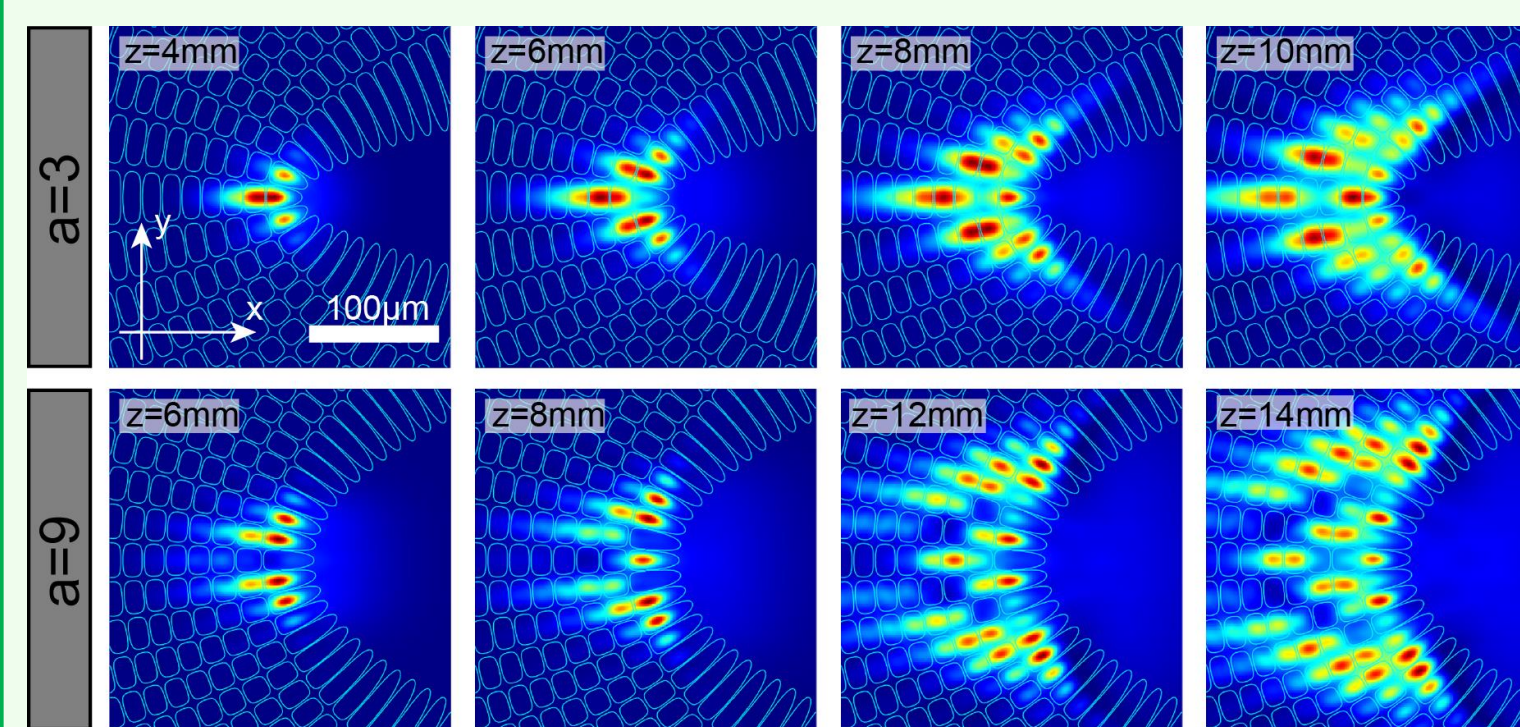 a=3
z=4mm
z=6mm
z=8mm
z=10mm
y
x
100µm
a=9
z=6mm
z=8mm
z=12mm
z=14mm